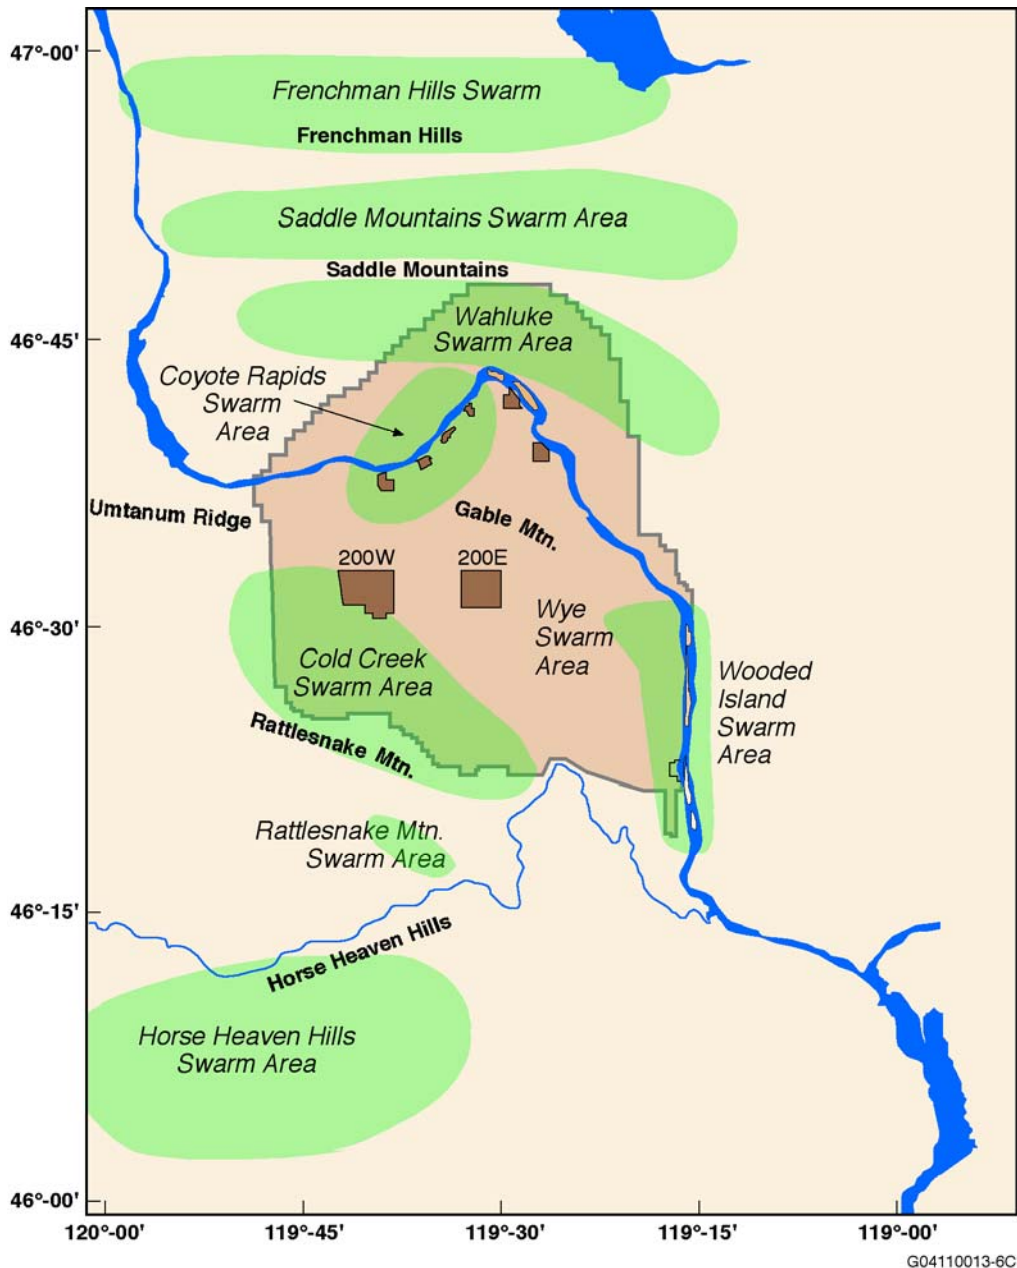 47°-00'
Frenchman Hills Swarm
Frenchman Hills
Saddle Mountains Swarm Area
Saddle Mountains
46°-45'
Wahluke
Swarm Area
Coyote Rapids
Swarm
Area
Umtanum Ridge
Gable Mtn.
200W
200E
46°-30'
Wye
Swarm
Area
Cold Creek
Swarm Area
Wooded
Island
Swarm
Area
Rattlesnake Mtn.
Rattlesnake Mtn.
Swarm Area
46°-15'
Horse Heaven Hills
Horse Heaven Hills
Swarm Area
46°-00'
120°-00'
119°-45'
119°-30'
119°-15'
119°-00'
G04110013-6C